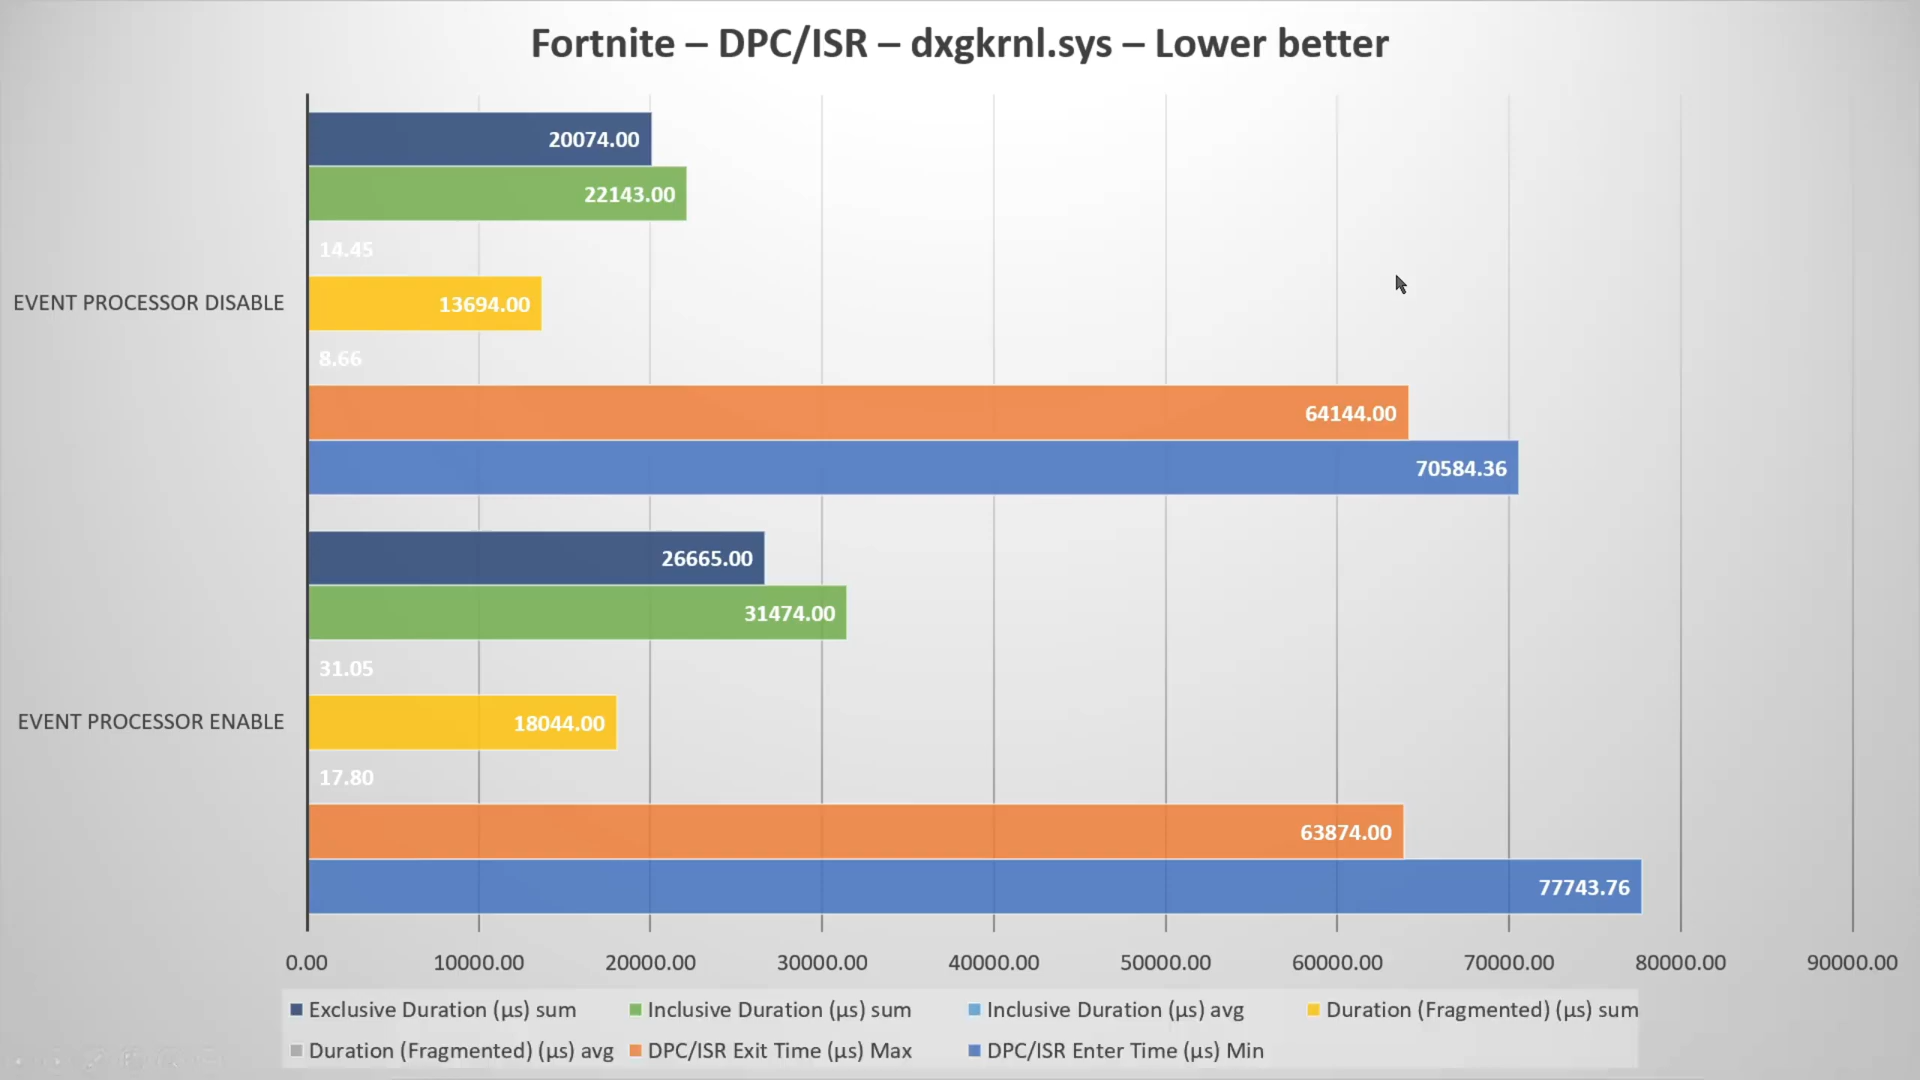 Fortnite – DPC/ISR – dxgkrnl.sys – Lower better
20074.00
22143.00
14.45
EVENT PROCESSOR DISABLE
13694.00
8.66
64144.00
70584.36
26665.00
31474.00
31.05
EVENT PROCESSOR ENABLE
18044.00
17.80
63874.00
77743.76
0.00 10000.00 20000.00 30000.00 40000.00 50000.00 60000.00 70000.00 80000.00 90000.00
Exclusive Duration (μs) sum Inclusive Duration (μs) sum Inclusive Duration (μs) avg Duration (Fragmented) (μs) sum
Duration (Fragmented) (μs) avg DPC/ISR Exit Time (μs) Max DPC/ISR Enter Time (μs) Min